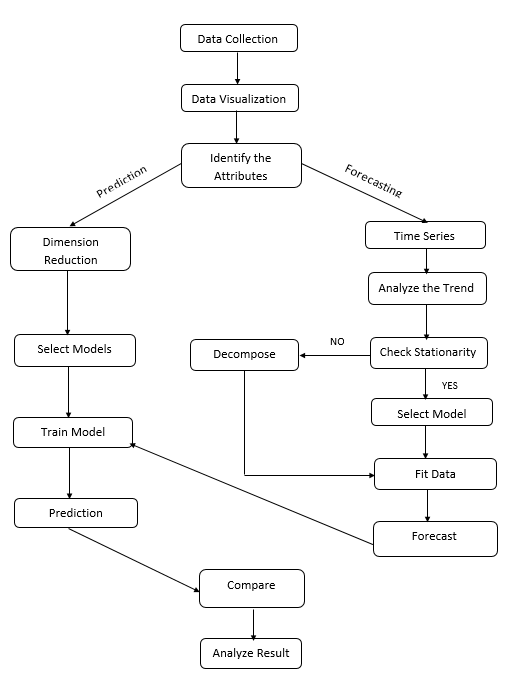 Data Collection
Data Visualization
Identify the
Attributes
Prediction
Forecasting
Dimension
Reduction
Time Series
Analyze the Trend
Select Models
Decompose
NO
Check Stationarity
YES
Select Model
Train Model
Fit Data
Prediction
Forecast
Compare
Analyze Result